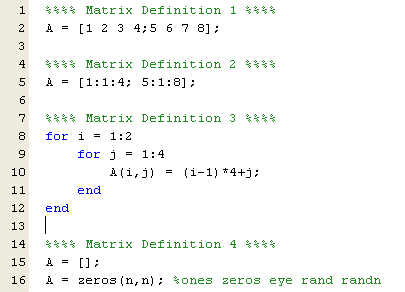 1 %%%% Matrix Definition 1 %%%%
2 A = [1 2 3 4;5 6 7 8];
3
4 %%%% Matrix Definition 2 %%%%
5 A = [1:1:4; 5:1:8];
6
7 %%%% Matrix Definition 3 %%%%
8 for i = 1:2
9     for j = 1:4
10         A(i,j) = (i-1)*4+j;
11     end
12 end
13
14 %%%% Matrix Definition 4 %%%%
15 A = [];
16 A = zeros(n,n); %ones zeros eye rand randn